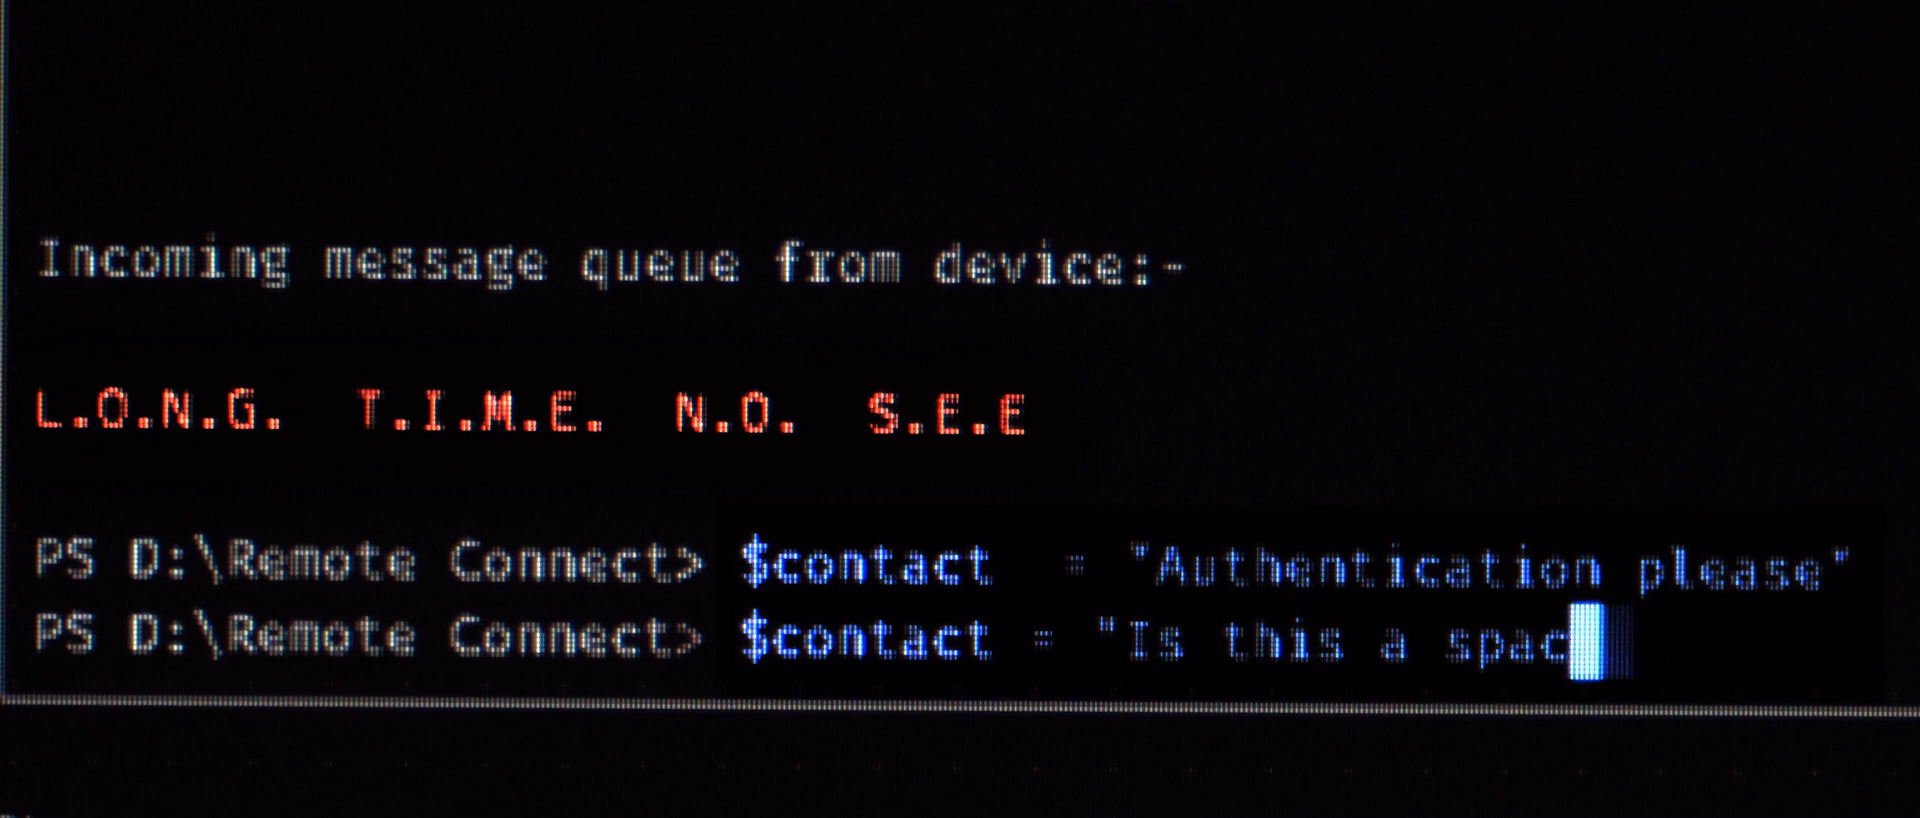 Incoming message queue from device:-
L.O.N.G. T.I.M.E. N.O. S.E.E
PS D:\Remote Connect> $contact = "Authentication please"
PS D:\Remote Connect> $contact = "Is this a spac